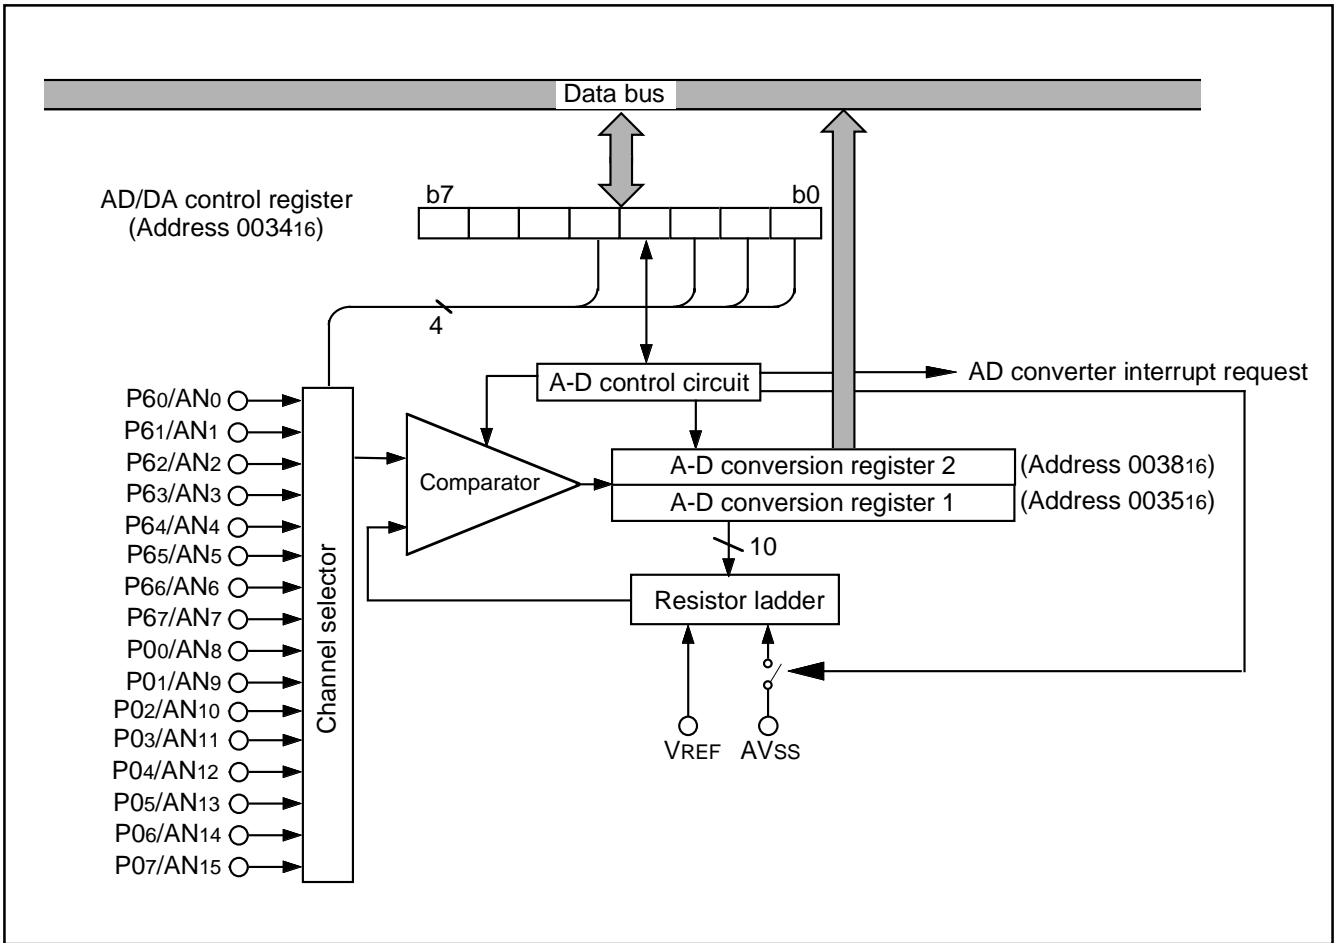 Data bus
AD/DA control register
(Address 003416)
b7
b0
4
A-D control circuit
AD converter interrupt request
P60/AN0
P61/AN1
P62/AN2
P63/AN3
P64/AN4
P65/AN5
P66/AN6
P67/AN7
P00/AN8
P01/AN9
P02/AN10
P03/AN11
P04/AN12
P05/AN13
P06/AN14
P07/AN15
Channel selector
Comparator
A-D conversion register 2
(Address 003816)
A-D conversion register 1
(Address 003516)
10
Resistor ladder
VREF
AVSS